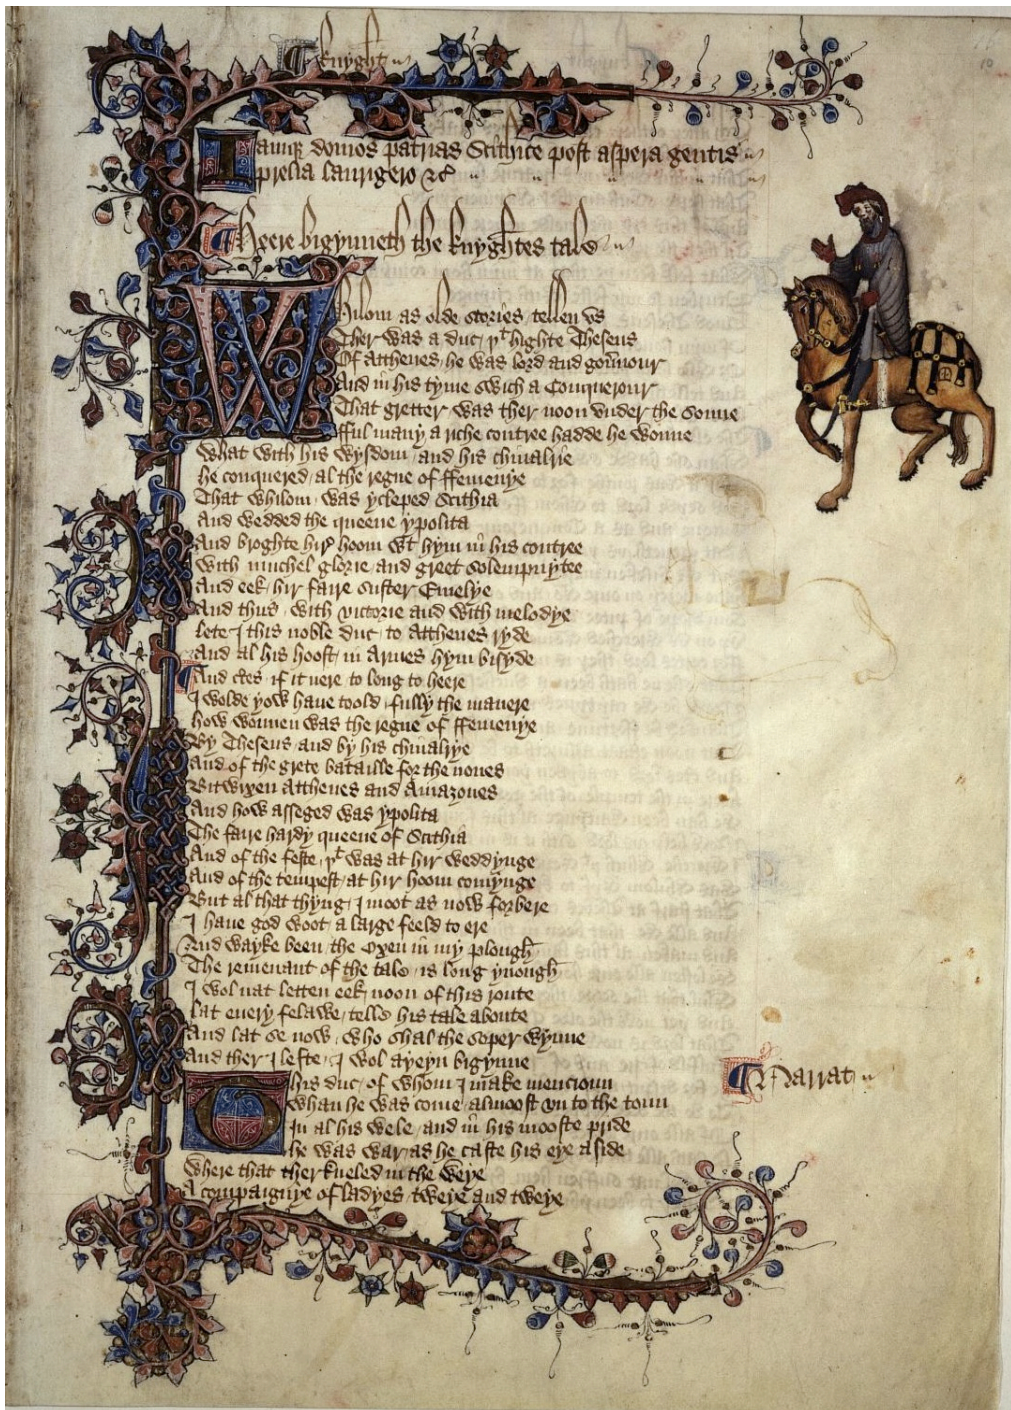 Knyght
Iamque domos patrias Scithice post aspera gentis
prelia laurigero &c
Heere bigynneth the knyghtes tale
Whilom as olde stories tellen vs
Ther was a duc þt highte Theseus
Of Atthenes he was lord and gouernour
And in his tyme swich a Conquerour
That gretter was ther noon vnder the sonne
fful many a riche contree hadde he wonne
What with his wysdom and his chiualrie
He conquered al the regne of ffemenye
That whilom was ycleped Scithia
And wedded the queene ypolita
And broghte hire hoom wt hym in his contree
With muchel glorie and greet solempnytee
And eek hir faire suster Emelye
And thus with victorie and with melodye
Lete I this noble duc to Atthenes ryde
And al his hoost in Armes hym bisyde
And certes if it nere to long to heere
I wolde yow haue toold fully the manere
How wonnen was the regne of ffemenye
By Theseus and by his chiualrye
And of the grete bataille for the nones
Bitwixen Atthenes and Amazones
And how asseged was ypolita
The faire hardy queene of Scithia
And of the feste þt was at hir weddynge
And of the tempest at hir hoom comynge
But al that thyng I moot as now forbere
I haue god woot a large feeld to ere
And wayke been the Oxen in my plough
The remenant of the tale is long ynough
I wol nat letten eek noon of this route
Lat euery felawe telle his tale aboute
And lat se now who shal the soper wynne
And ther I lefte I wol ayeyn bigynne
This duc of whom I make mencioun
Whan he was come almoost vn to the toun
In al his wele and in his mooste pride
He was war as he caste his eye aside
Where that ther kneled in the weye
A compaignye of ladyes tweye and tweye
Narrat